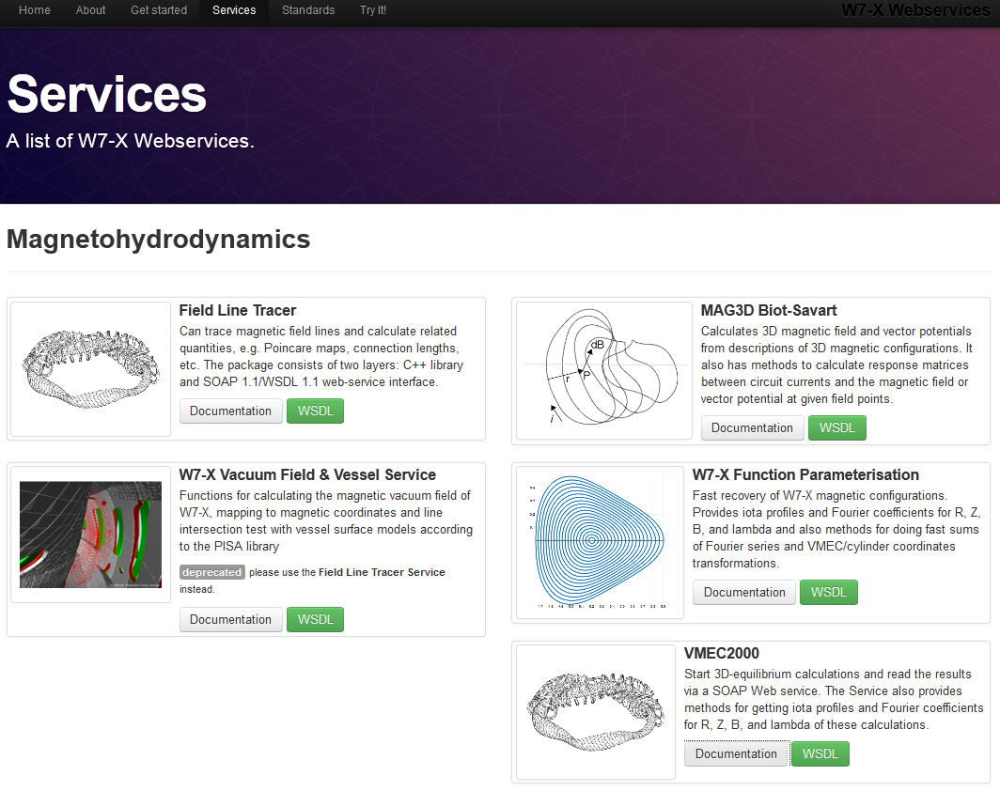 Home About Get started Services Standards Try It! W7-X Webservices
Services
A list of W7-X Webservices.
Magnetohydrodynamics
Field Line Tracer
Can trace magnetic field lines and calculate related
quantities, e.g. Poincare maps, connection lengths,
etc. The package consists of two layers: C++ library
and SOAP 1.1/WSDL 1.1 web-service interface.
Documentation WSDL
dB
r
P
i
MAG3D Biot-Savart
Calculates 3D magnetic field and vector potentials
from descriptions of 3D magnetic configurations. It
also has methods to calculate response matrices
between circuit currents and the magnetic field or
vector potential at given field points.
Documentation WSDL
W7-X Vacuum Field & Vessel Service
Functions for calculating the magnetic vacuum field of
W7-X, mapping to magnetic coordinates and line
intersection test with vessel surface models according
to the PISA library
deprecated please use the Field Line Tracer Service
instead.
Documentation WSDL
W7-X Function Parameterisation
Fast recovery of W7-X magnetic configurations.
Provides iota profiles and Fourier coefficients for R, Z,
B, and lambda and also methods for doing fast sums
of Fourier series and VMEC/cylinder coordinates
transformations.
Documentation WSDL
VMEC2000
Start 3D-equilibrium calculations and read the results
via a SOAP Web service. The Service also provides
methods for getting iota profiles and Fourier coefficients
for R, Z, B, and lambda of these calculations.
Documentation WSDL